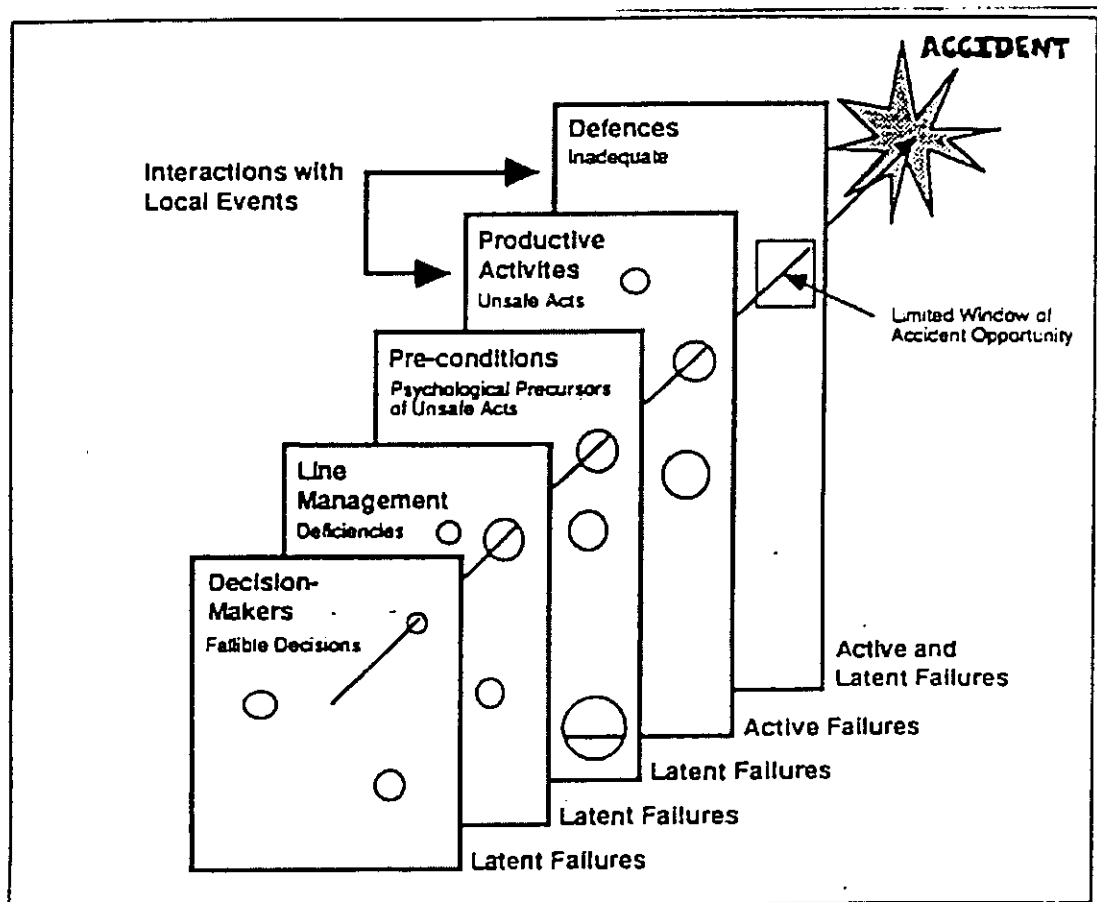 ACCIDENT
Defences
Inadequate
Interactions with
Local Events
Productive
Activites
Unsafe Acts
Limited Window of
Accident Opportunity
Pre-conditions
Psychological Precursors
of Unsafe Acts
Line
Management
Deficiencies
Decision-
Makers
Fallible Decisions
Active and
Latent Failures
Active Failures
Latent Failures
Latent Failures
Latent Failures